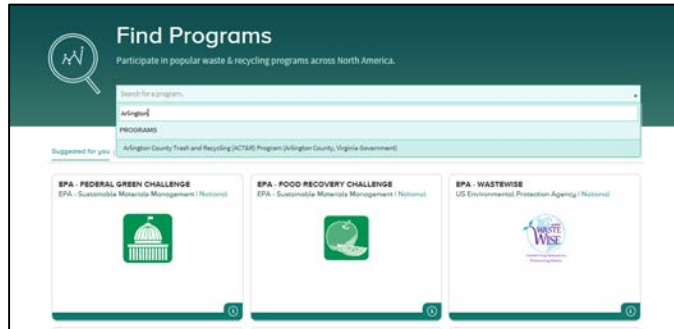 Find Programs
Participate in popular waste & recycling programs across North America.
Search for a program.
Arlington
PROGRAMS
Arlington County Trash and Recycling (ACT&R) Program (Arlington County, Virginia Government)
Suggested for you
EPA - FEDERAL GREEN CHALLENGE
EPA - Sustainable Materials Management | National
EPA - FOOD RECOVERY CHALLENGE
EPA - Sustainable Materials Management | National
EPA - WASTEWISE
US Environmental Protection Agency | National
WASTE
WISE